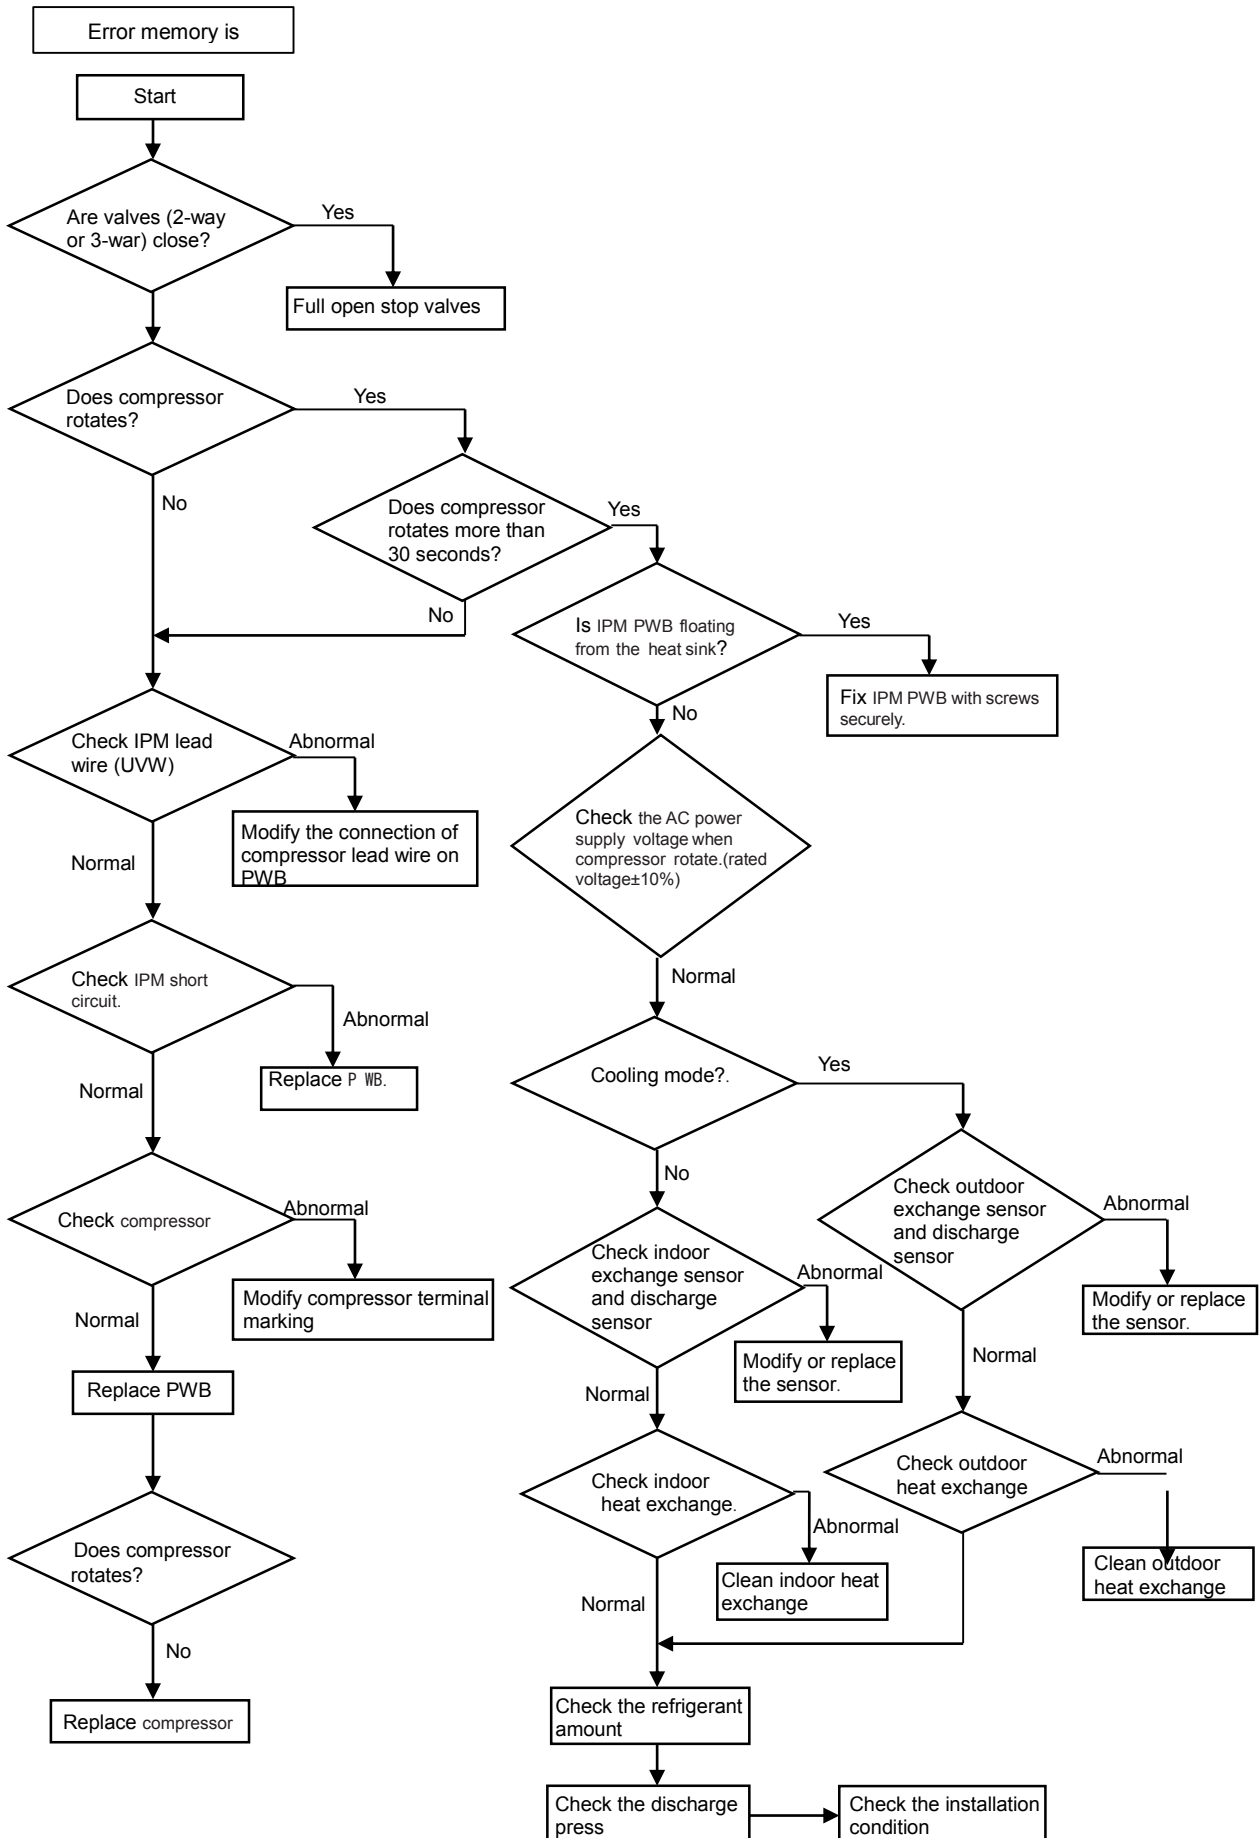 Error memory is
Start
Are valves (2-way
or 3-war) close?
Yes
Full open stop valves
Does compressor
rotates?
Yes
No
Does compressor
rotates more than
30 seconds?
Yes
No
Is IPM PWB floating
from the heat sink?
Yes
Fix IPM PWB with screws
securely.
No
Check IPM lead
wire (UVW)
Abnormal
Modify the connection of
compressor lead wire on
PWB
Normal
Check the AC power
supply voltage when
compressor rotate.(rated
voltage±10%)
Normal
Check IPM short
circuit.
Abnormal
Replace P WB.
Normal
Cooling mode?.
Yes
No
Check compressor
Abnormal
Modify compressor terminal
marking
Normal
Check indoor
exchange sensor
and discharge
sensor
Abnormal
Modify or replace
the sensor.
Normal
Check outdoor
exchange sensor
and discharge
sensor
Abnormal
Modify or replace
the sensor.
Normal
Replace PWB
Check indoor
heat exchange.
Abnormal
Clean indoor heat
exchange
Normal
Check outdoor
heat exchange
Abnormal
Clean outdoor
heat exchange
Does compressor
rotates?
No
Replace compressor
Check the refrigerant
amount
Check the discharge
press
Check the installation
condition